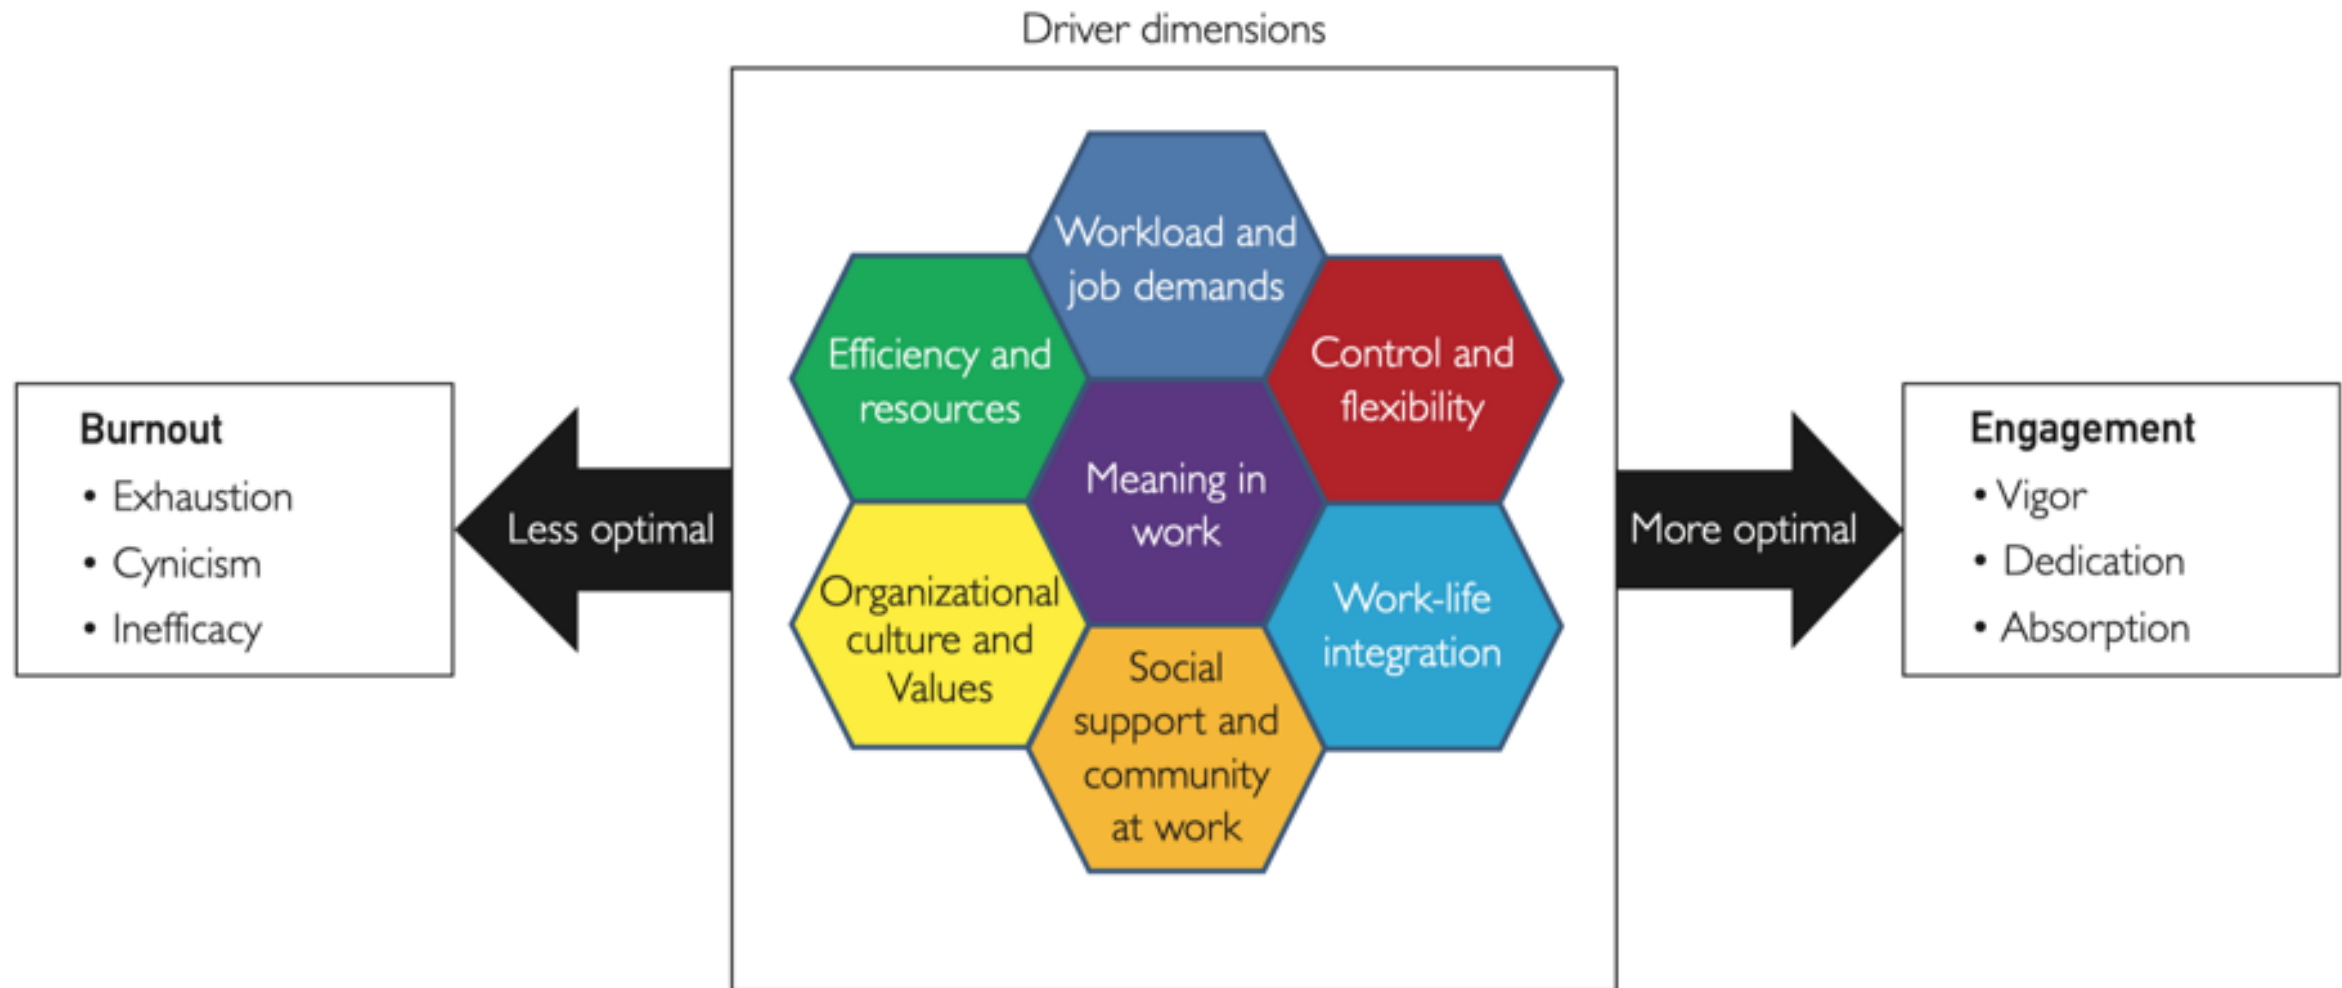 Driver dimensions
Workload and
job demands
Efficiency and
resources
Control and
flexibility
Meaning in
work
Organizational
culture and
Values
Work-life
integration
Social
support and
community
at work
Burnout
• Exhaustion
• Cynicism
• Inefficacy
Less optimal
More optimal
Engagement
• Vigor
• Dedication
• Absorption